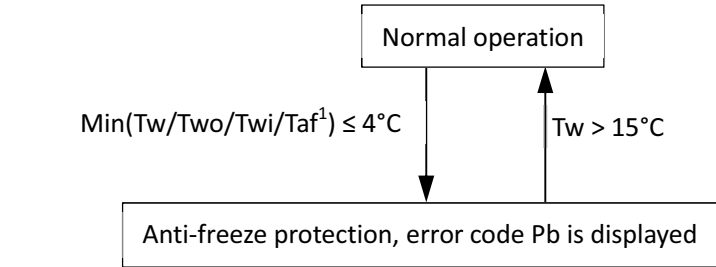 Normal operation
Min(Tw/Two/Twi/Taf¹) ≤ 4°C
Tw > 15°C
Anti-freeze protection, error code Pb is displayed